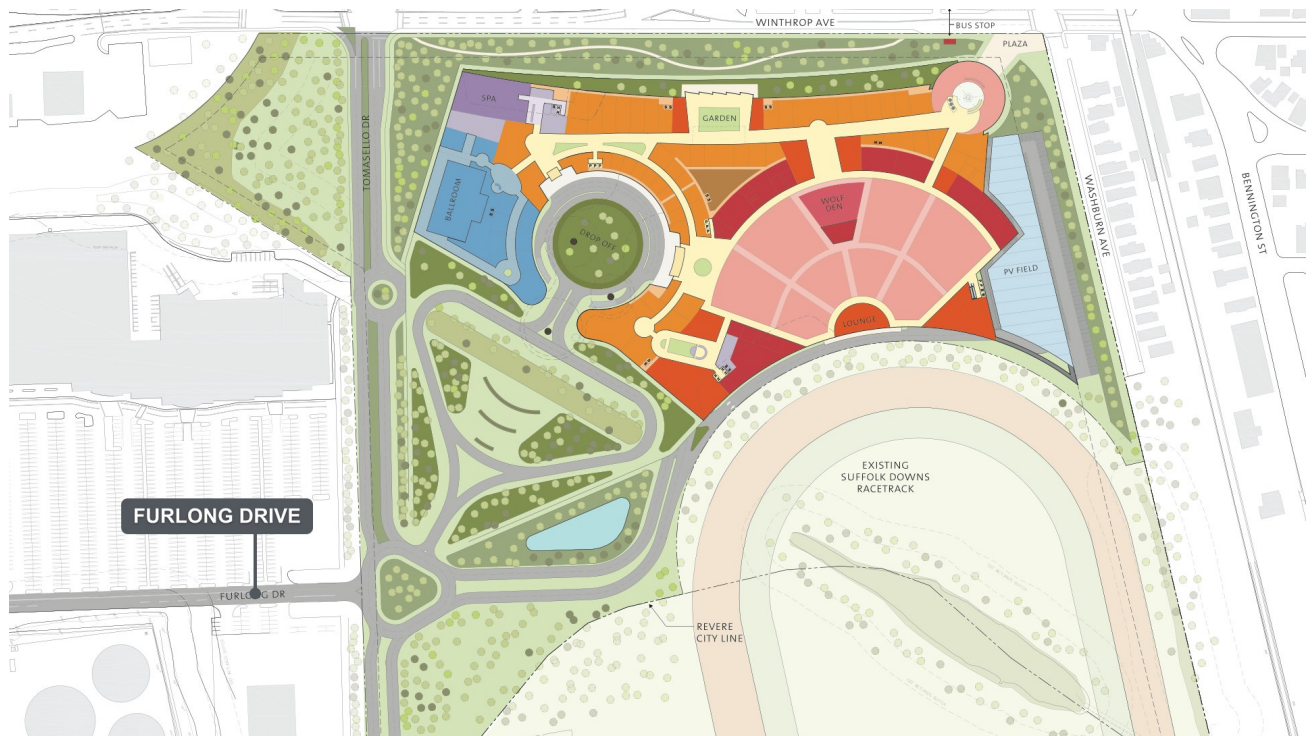 WINTHROP AVE
BUS STOP
PLAZA
SPA
GARDEN
TOMASELLO DR
BALLROOM
WOLF
DEN
DROP OFF
WASHBURN AVE
BENNINGTON ST
PV FIELD
LOUNGE
EXISTING
SUFFOLK DOWNS
RACETRACK
FURLONG DRIVE
FURLONG DR
REVERE
CITY LINE